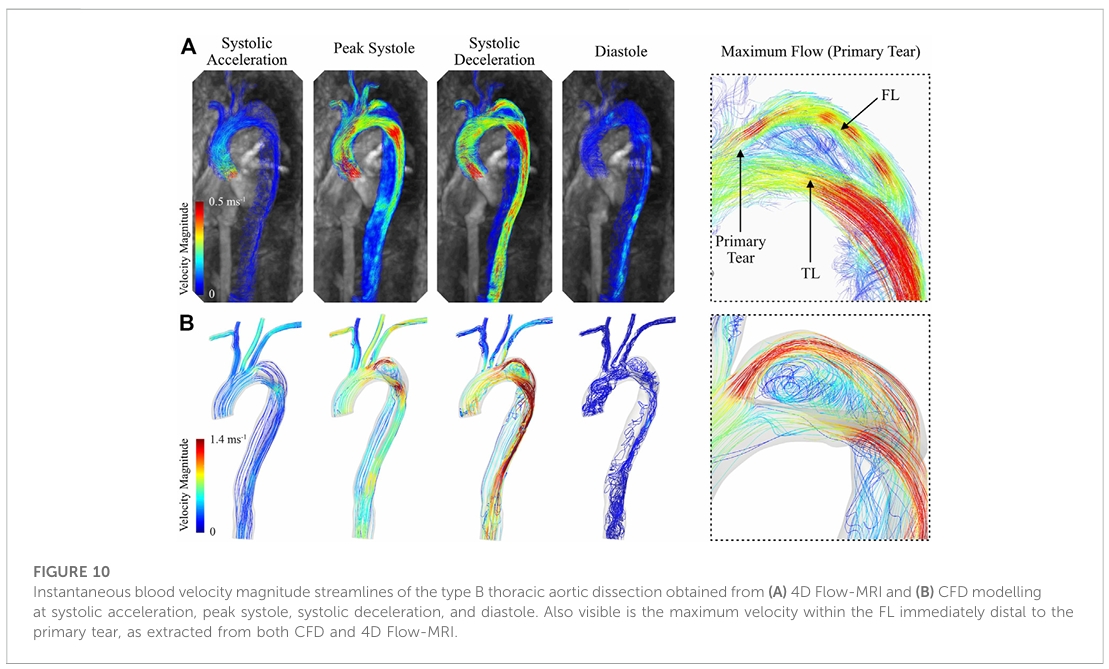 A
Systolic
Acceleration
Peak Systole
Systolic
Deceleration
Diastole
Maximum Flow (Primary Tear)
FL
Primary
Tear
TL
Velocity Magnitude
0.5 ms⁻¹
0
B
Velocity Magnitude
1.4 ms⁻¹
0
FIGURE 10
Instantaneous blood velocity magnitude streamlines of the type B thoracic aortic dissection obtained from (A) 4D Flow-MRI and (B) CFD modelling
at systolic acceleration, peak systole, systolic deceleration, and diastole. Also visible is the maximum velocity within the FL immediately distal to the
primary tear, as extracted from both CFD and 4D Flow-MRI.